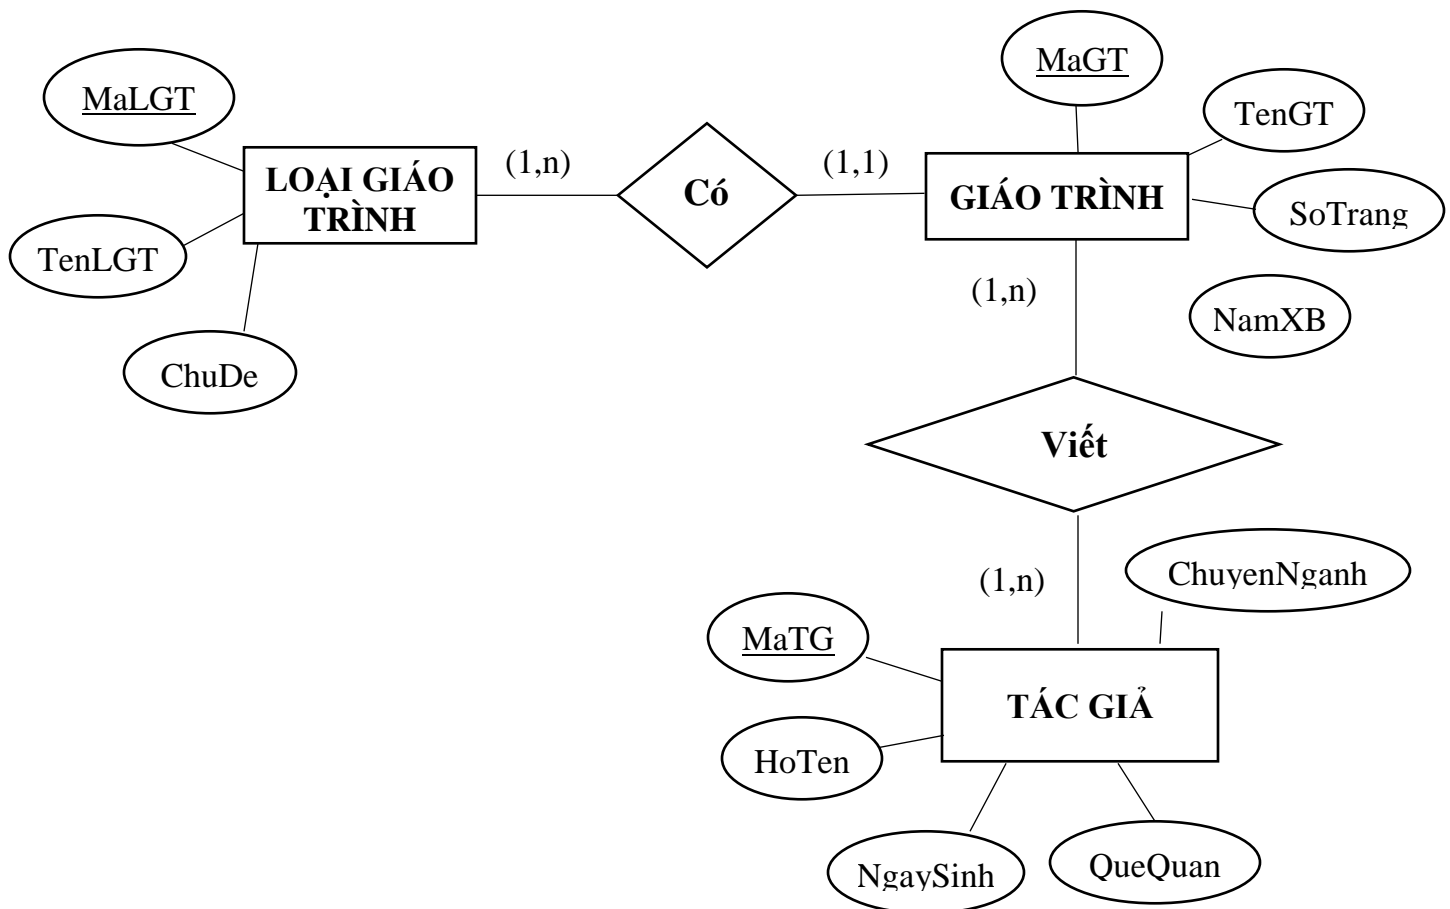 MaGT
MaLGT
TenGT
LOẠI GIÁO
TRÌNH
(1,n)
Có
(1,1)
GIÁO TRÌNH
SoTrang
TenLGT
(1,n)
NamXB
ChuDe
Viết
(1,n)
ChuyenNganh
MaTG
TÁC GIẢ
HoTen
NgaySinh
QueQuan